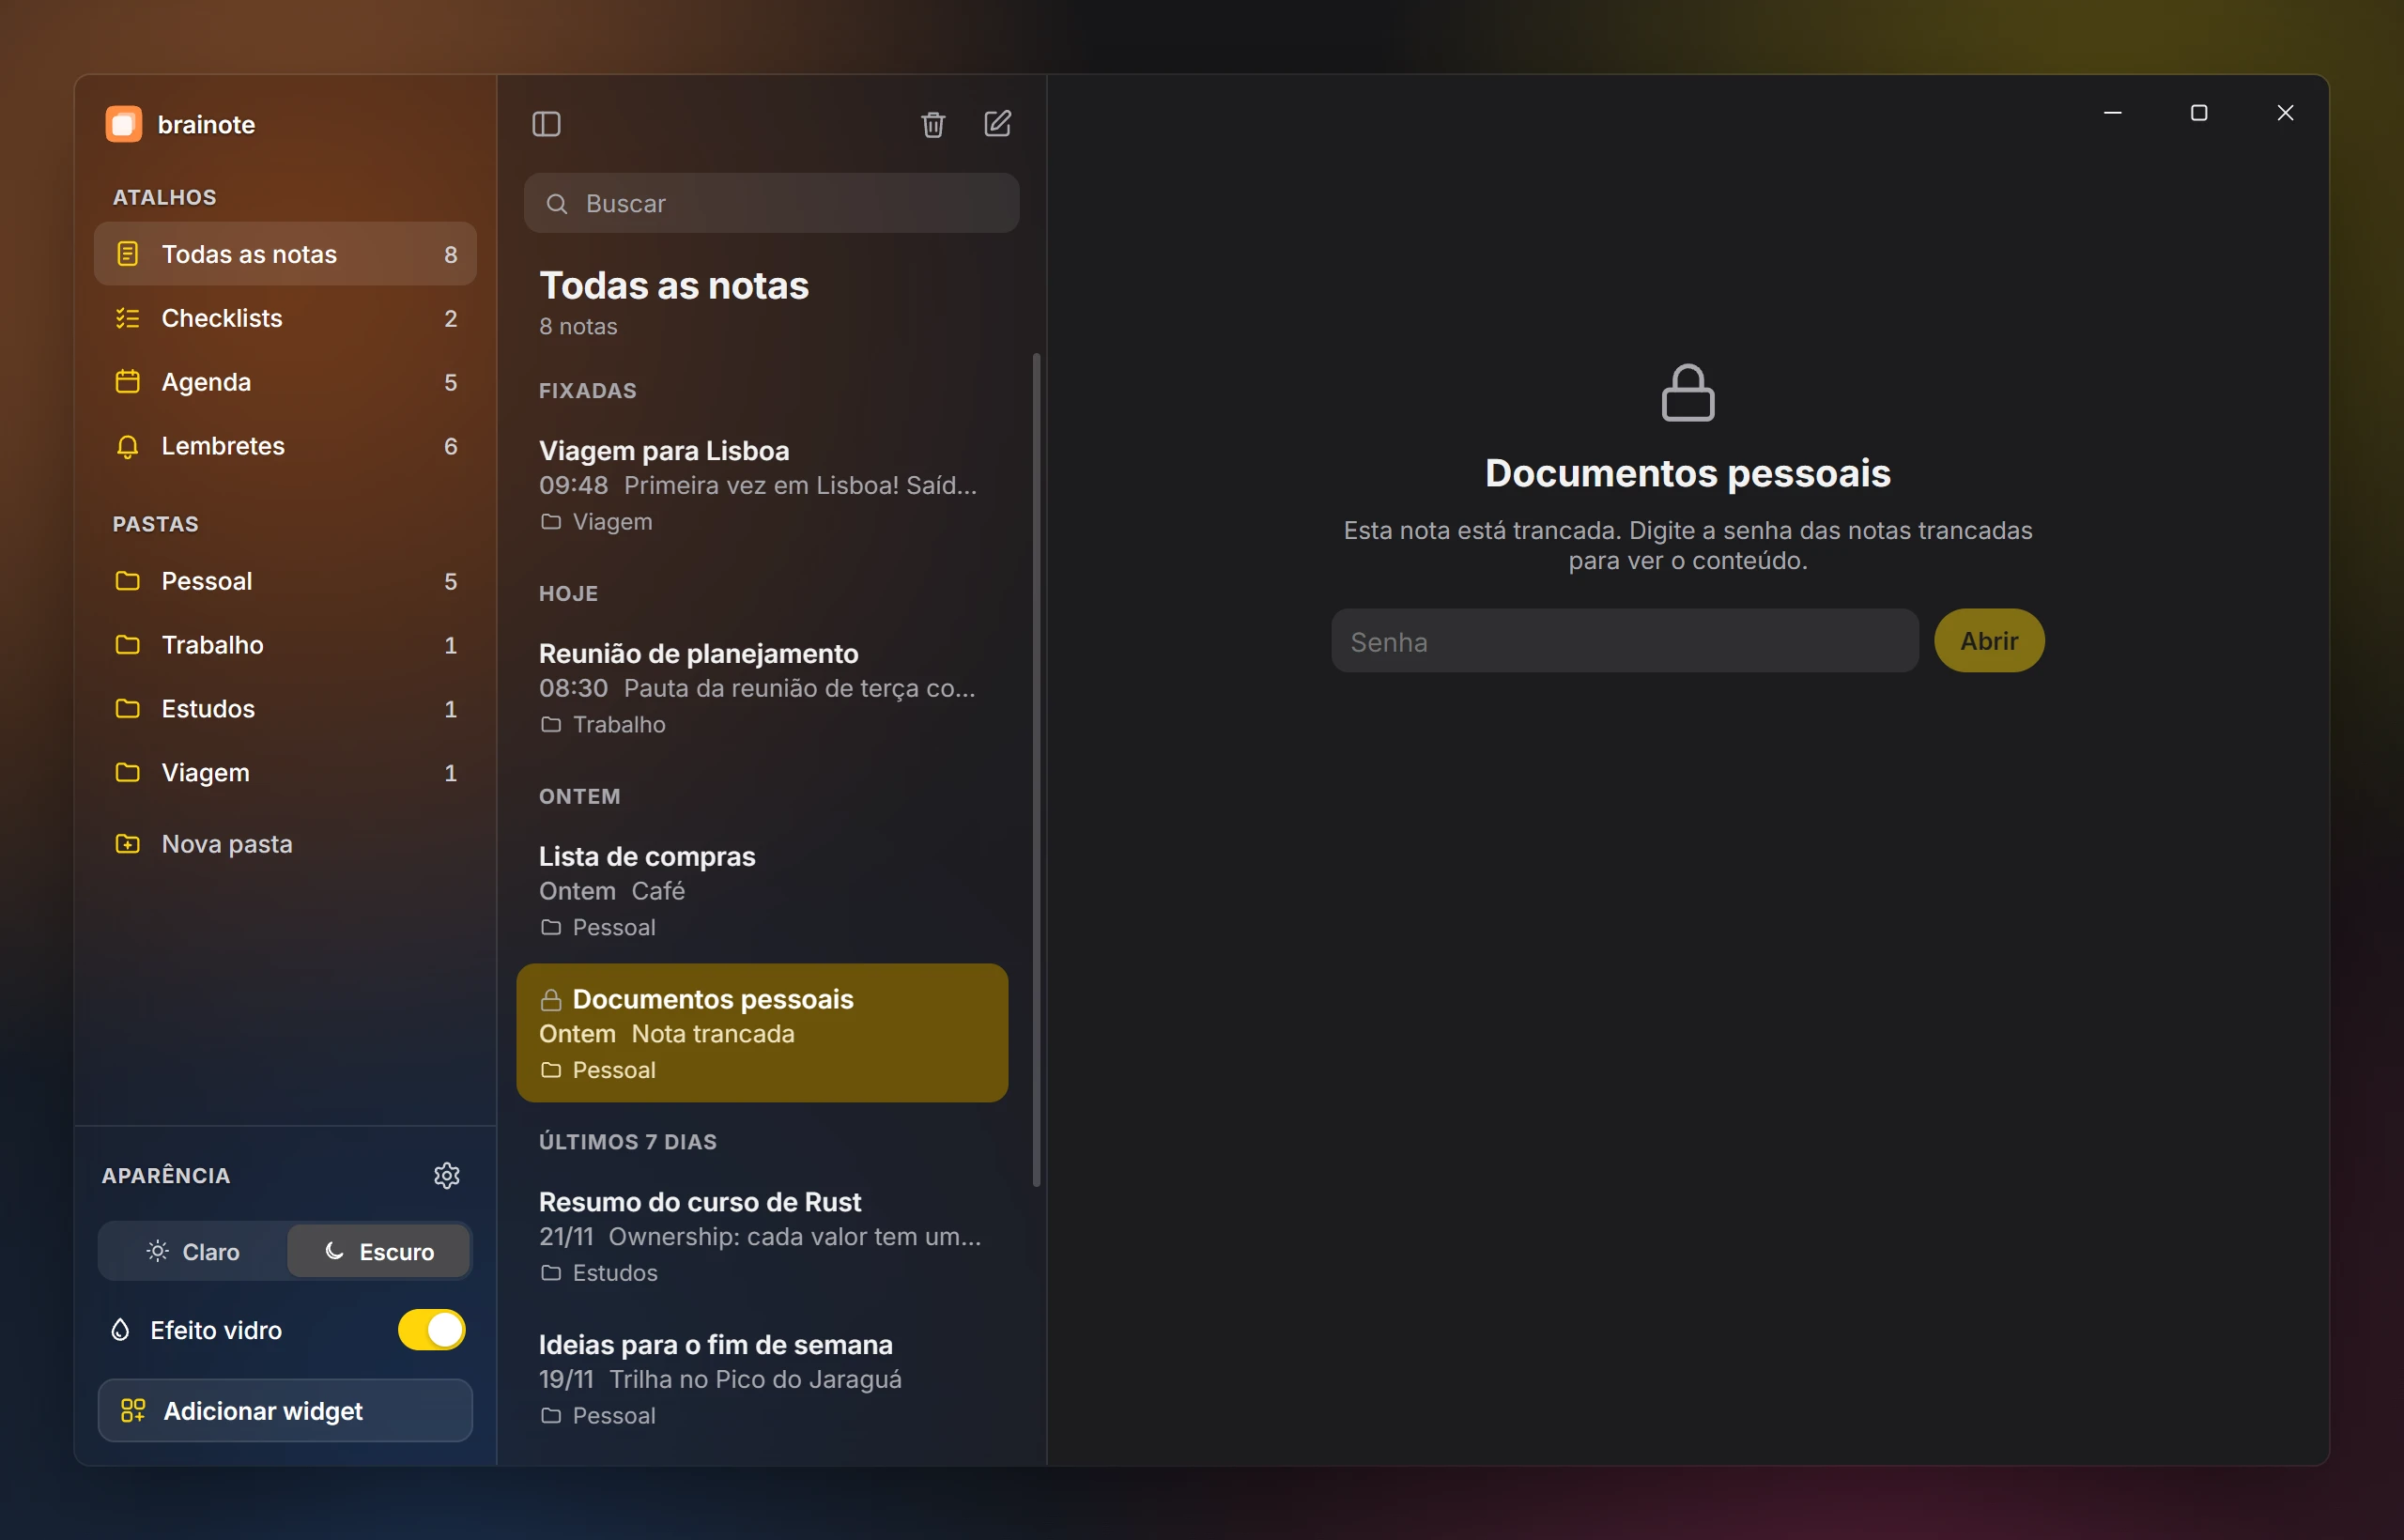 brainote
ATALHOS
Todas as notas 8
Checklists 2
Agenda 5
Lembretes 6
PASTAS
Pessoal 5
Trabalho 1
Estudos 1
Viagem 1
Nova pasta
APARÊNCIA
Claro Escuro
Efeito vidro
Adicionar widget
Buscar
Todas as notas
8 notas
FIXADAS
Viagem para Lisboa
09:48 Primeira vez em Lisboa! Saíd...
Viagem
HOJE
Reunião de planejamento
08:30 Pauta da reunião de terça co...
Trabalho
ONTEM
Lista de compras
Ontem Café
Pessoal
Documentos pessoais
Ontem Nota trancada
Pessoal
ÚLTIMOS 7 DIAS
Resumo do curso de Rust
21/11 Ownership: cada valor tem um...
Estudos
Ideias para o fim de semana
19/11 Trilha no Pico do Jaraguá
Pessoal
Documentos pessoais
Esta nota está trancada. Digite a senha das notas trancadas
para ver o conteúdo.
Senha Abrir